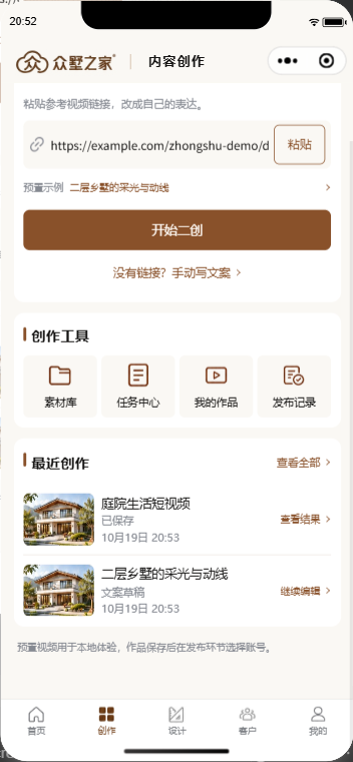 20:52
众墅之家
内容创作
粘贴参考视频链接，改成自己的表达。
https://example.com/zhongshu-demo/d
粘贴
预置示例 二层乡墅的采光与动线
开始二创
没有链接？手动写文案
创作工具
素材库
任务中心
我的作品
发布记录
最近创作
查看全部
庭院生活短视频
已保存
查看结果
10月19日 20:53
二层乡墅的采光与动线
文案草稿
继续编辑
10月19日 20:53
预置视频用于本地体验，作品保存后在发布环节选择账号。
首页
创作
设计
客户
我的